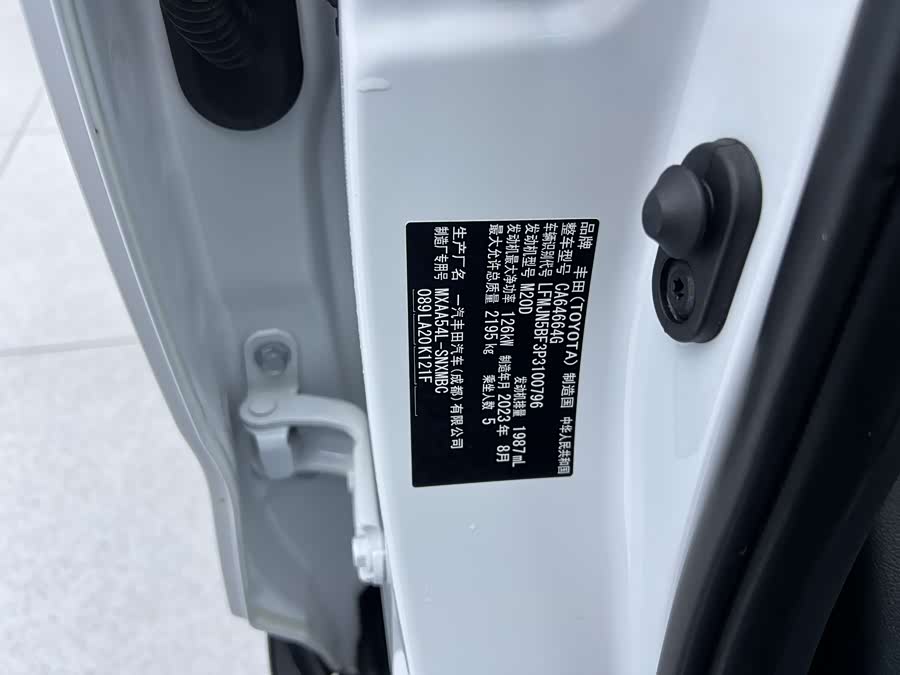 品牌 丰田(TOYOTA) 制造国 中华人民共和国
整车型号 CA64664G
车辆识别代号 LFMJN5BF3P3100796
发动机型号 M20D 发动机排量 1987mL
发动机最大净功率 126kW 制造年月 2023年 8月
最大允许总质量 2195kg 乘坐人数 5
生产厂名 一汽丰田汽车(成都)有限公司
制造厂专用号 MXAA54L-SNXMBC
089LA20K121F